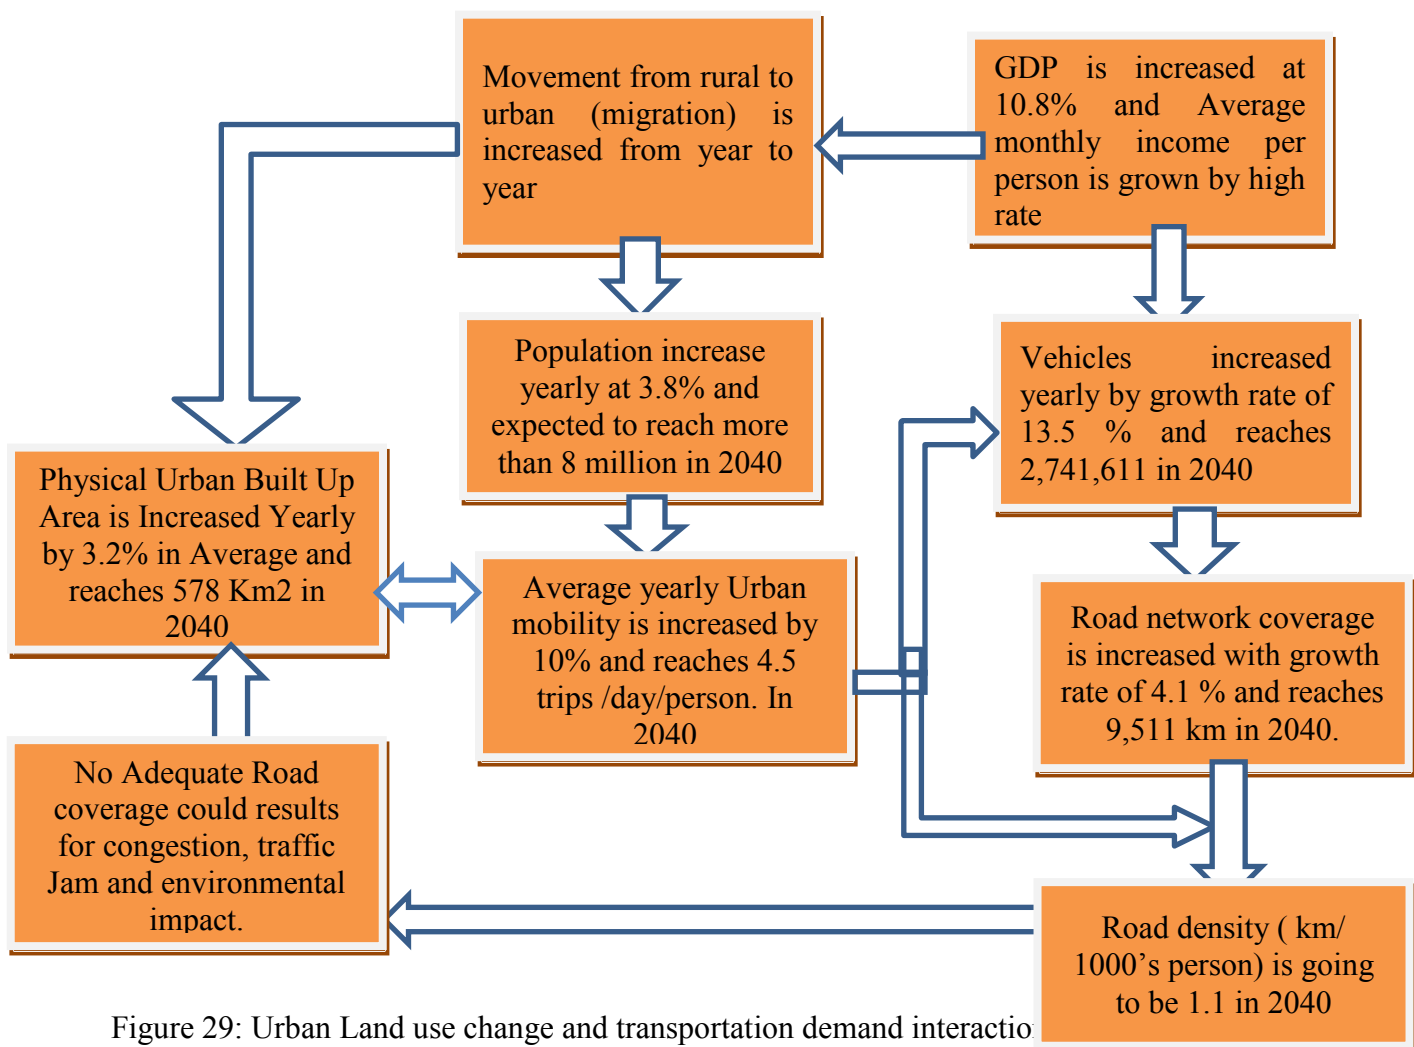 Movement from rural to
urban (migration) is
increased from year to
year
GDP is increased at
10.8% and Average
monthly income per
person is grown by high
rate
Population increase
yearly at 3.8% and
expected to reach more
than 8 million in 2040
Vehicles increased
yearly by growth rate of
13.5 % and reaches
2,741,611 in 2040
Physical Urban Built Up
Area is Increased Yearly
by 3.2% in Average and
reaches 578 Km2 in
2040
Average yearly Urban
mobility is increased by
10% and reaches 4.5
trips /day/person. In
2040
Road network coverage
is increased with growth
rate of 4.1 % and reaches
9,511 km in 2040.
No Adequate Road
coverage could results
for congestion, traffic
Jam and environmental
impact.
Road density ( km/
1000’s person) is going
to be 1.1 in 2040
Figure 29: Urban Land use change and transportation demand